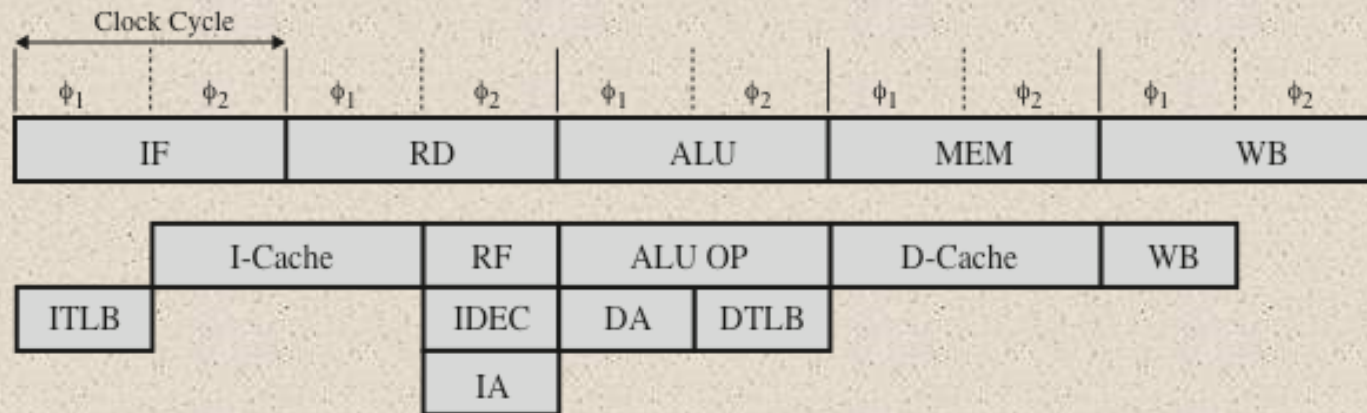 Clock Cycle
ϕ1 ϕ2 ϕ1 ϕ2 ϕ1 ϕ2 ϕ1 ϕ2 ϕ1 ϕ2
IF RD ALU MEM WB
I-Cache RF ALU OP D-Cache WB
ITLB IDEC DA DTLB
IA